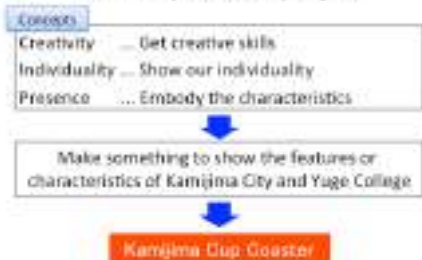 Concepts
Creativity ... Get creative skills
Individuality ... Show our individuality
Presence ... Embody the characteristics
Make something to show the features or
characteristics of Kamijima City and Yuge College
Kamijima Cup Coaster